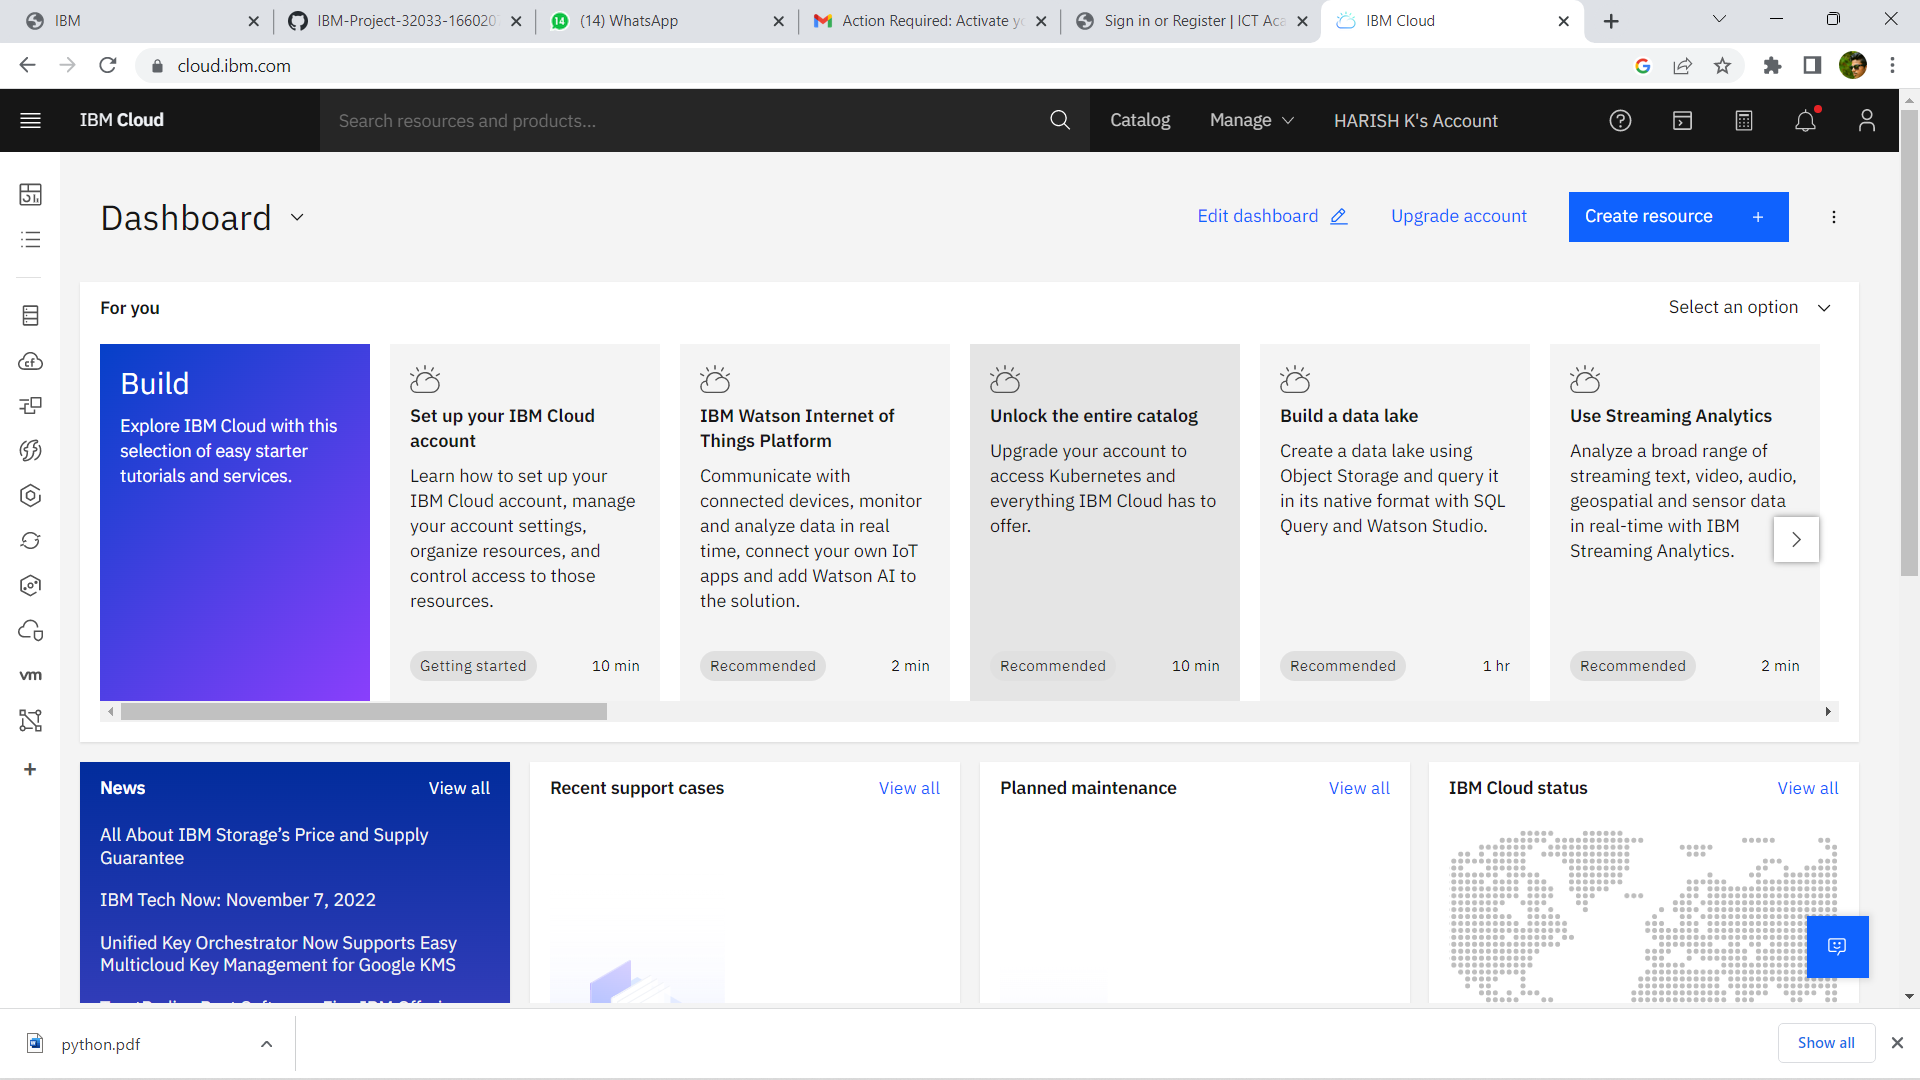 IBM
IBM-Project-32033-166020
14
(14) WhatsApp
Action Required: Activate
Sign in or Register | ICT Aca
IBM Cloud
cloud.ibm.com
IBM Cloud
Search resources and products...
Catalog
Manage
HARISH K's Account
Dashboard
Edit dashboard
Upgrade account
Create resource +
For you
Select an option
Build
Explore IBM Cloud with this
selection of easy starter
tutorials and services.
Set up your IBM Cloud
account
Learn how to set up your
IBM Cloud account, manage
your account settings,
organize resources, and
control access to those
resources.
Getting started
10 min
IBM Watson Internet of
Things Platform
Communicate with
connected devices, monitor
and analyze data in real
time, connect your own IoT
apps and add Watson AI to
the solution.
Recommended
2 min
Unlock the entire catalog
Upgrade your account to
access Kubernetes and
everything IBM Cloud has to
offer.
Recommended
10 min
Build a data lake
Create a data lake using
Object Storage and query it
in its native format with SQL
Query and Watson Studio.
Recommended
1 hr
Use Streaming Analytics
Analyze a broad range of
streaming text, video, audio,
geospatial and sensor data
in real-time with IBM
Streaming Analytics.
Recommended
2 min
cf
vm
News
View all
All About IBM Storage’s Price and Supply
Guarantee
IBM Tech Now: November 7, 2022
Unified Key Orchestrator Now Supports Easy
Multicloud Key Management for Google KMS
Recent support cases
View all
Planned maintenance
View all
IBM Cloud status
View all
python.pdf
Show all